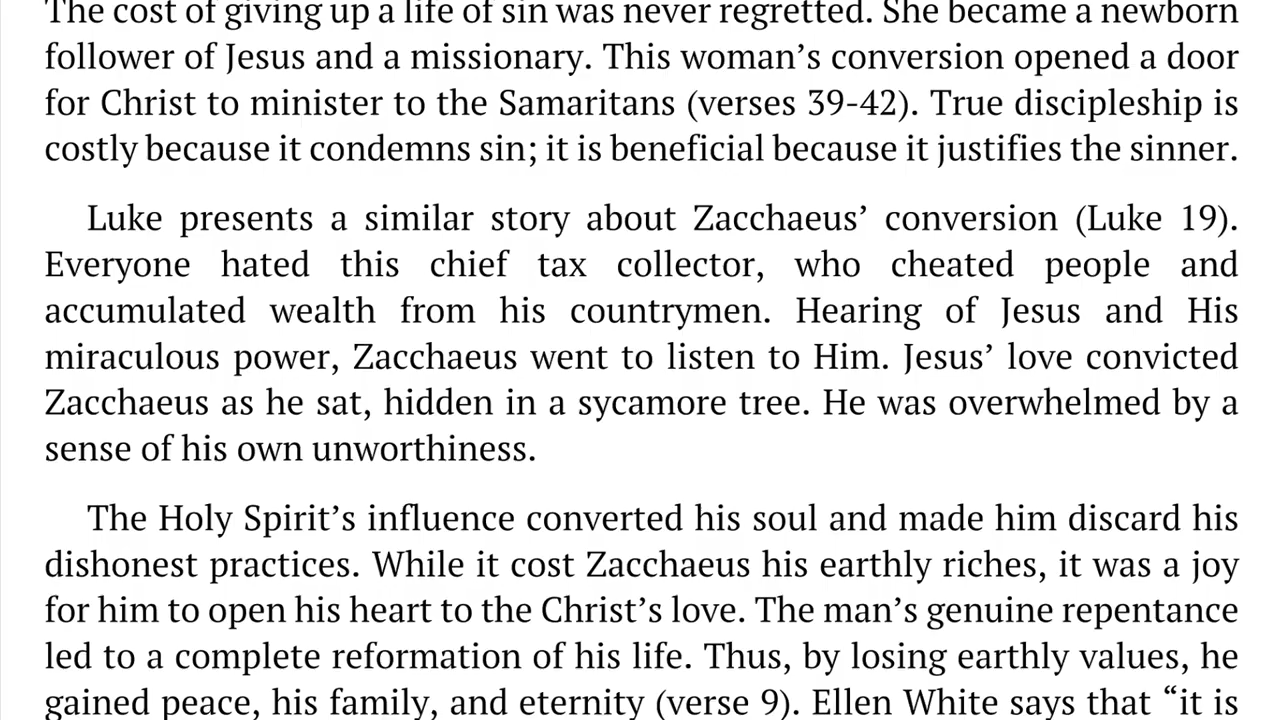 The cost of giving up a life of sin was never regretted. She became a newborn
follower of Jesus and a missionary. This woman’s conversion opened a door
for Christ to minister to the Samaritans (verses 39-42). True discipleship is
costly because it condemns sin; it is beneficial because it justifies the sinner.
Luke presents a similar story about Zacchaeus’ conversion (Luke 19).
Everyone hated this chief tax collector, who cheated people and
accumulated wealth from his countrymen. Hearing of Jesus and His
miraculous power, Zacchaeus went to listen to Him. Jesus’ love convicted
Zacchaeus as he sat, hidden in a sycamore tree. He was overwhelmed by a
sense of his own unworthiness.
The Holy Spirit’s influence converted his soul and made him discard his
dishonest practices. While it cost Zacchaeus his earthly riches, it was a joy
for him to open his heart to the Christ’s love. The man’s genuine repentance
led to a complete reformation of his life. Thus, by losing earthly values, he
gained peace, his family, and eternity (verse 9). Ellen White says that “it is